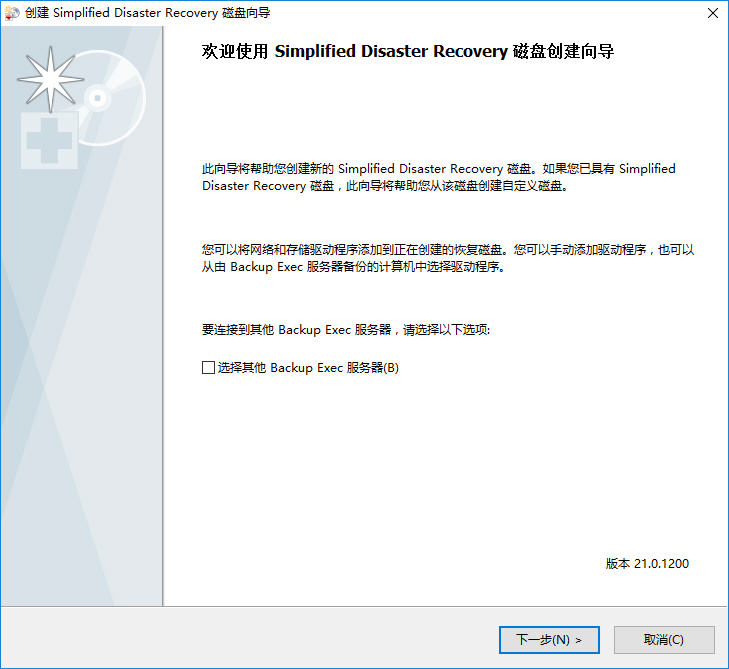 创建 Simplified Disaster Recovery 磁盘向导
欢迎使用 Simplified Disaster Recovery 磁盘创建向导
此向导将帮助您创建新的 Simplified Disaster Recovery 磁盘。如果您已具有 Simplified
Disaster Recovery 磁盘，此向导将帮助您从该磁盘创建自定义磁盘。
您可以将网络和存储驱动程序添加到正在创建的恢复磁盘。您可以手动添加驱动程序，也可以
从由 Backup Exec 服务器备份的计算机中选择驱动程序。
要连接到其他 Backup Exec 服务器，请选择以下选项:
选择其他 Backup Exec 服务器(B)
版本 21.0.1200
下一步(N) >
取消(C)